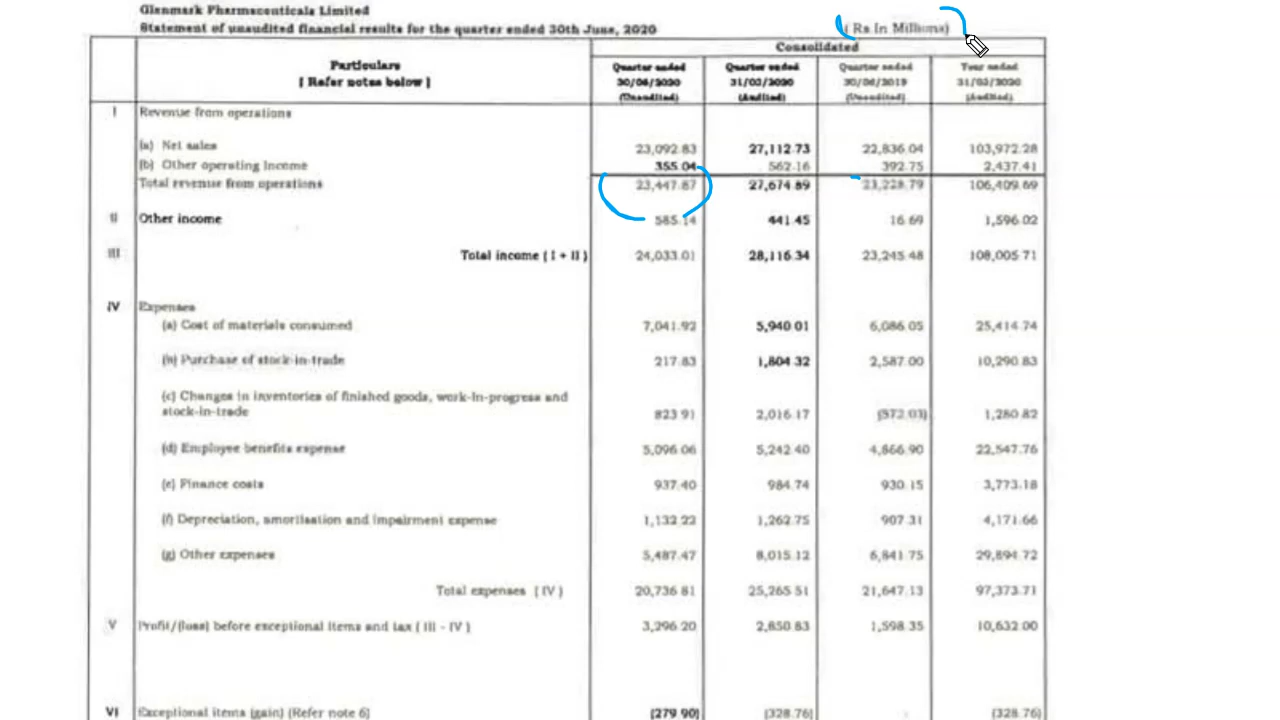 Glenmark Pharmaceuticals Limited
Statement of unaudited financial results for the quarter ended 30th June, 2020 ( Rs In Millions)
Particulars
[ Refer notes below ]
Consolidated
Quarter ended 30/06/2020 (Unaudited) Quarter ended 31/03/2020 (Audited) Quarter ended 30/06/2019 (Unaudited) Year ended 31/03/2020 (Audited)
I Revenue from operations
(a) Net sales 23,092.83 27,112.73 22,836.04 103,972.28
(b) Other operating income 355.04 562.16 392.75 2,437.41
Total revenue from operations 23,447.87 27,674.89 23,228.79 106,409.69
II Other income 585.14 441.45 16.69 1,596.02
III Total income ( I + II ) 24,033.01 28,116.34 23,245.48 108,005.71
IV Expenses
(a) Cost of materials consumed 7,041.92 5,940.01 6,086.05 25,414.74
(b) Purchase of stock-in-trade 217.83 1,804.32 2,587.00 10,290.83
(c) Changes in inventories of finished goods, work-in-progress and
stock-in-trade 823.91 2,016.17 (572.03) 1,280.82
(d) Employee benefits expense 5,096.06 5,242.40 4,866.90 22,547.76
(e) Finance costs 937.40 984.74 930.15 3,773.18
(f) Depreciation, amortisation and impairment expense 1,132.22 1,262.75 907.31 4,171.66
(g) Other expenses 5,487.47 8,015.12 6,841.75 29,894.72
Total expenses ( IV ) 20,736.81 25,265.51 21,647.13 97,373.71
V Profit/(loss) before exceptional items and tax ( III - IV ) 3,296.20 2,850.83 1,598.35 10,632.00
VI Exceptional items (gain) (Refer note 6) (279.90) (328.76) (328.76)